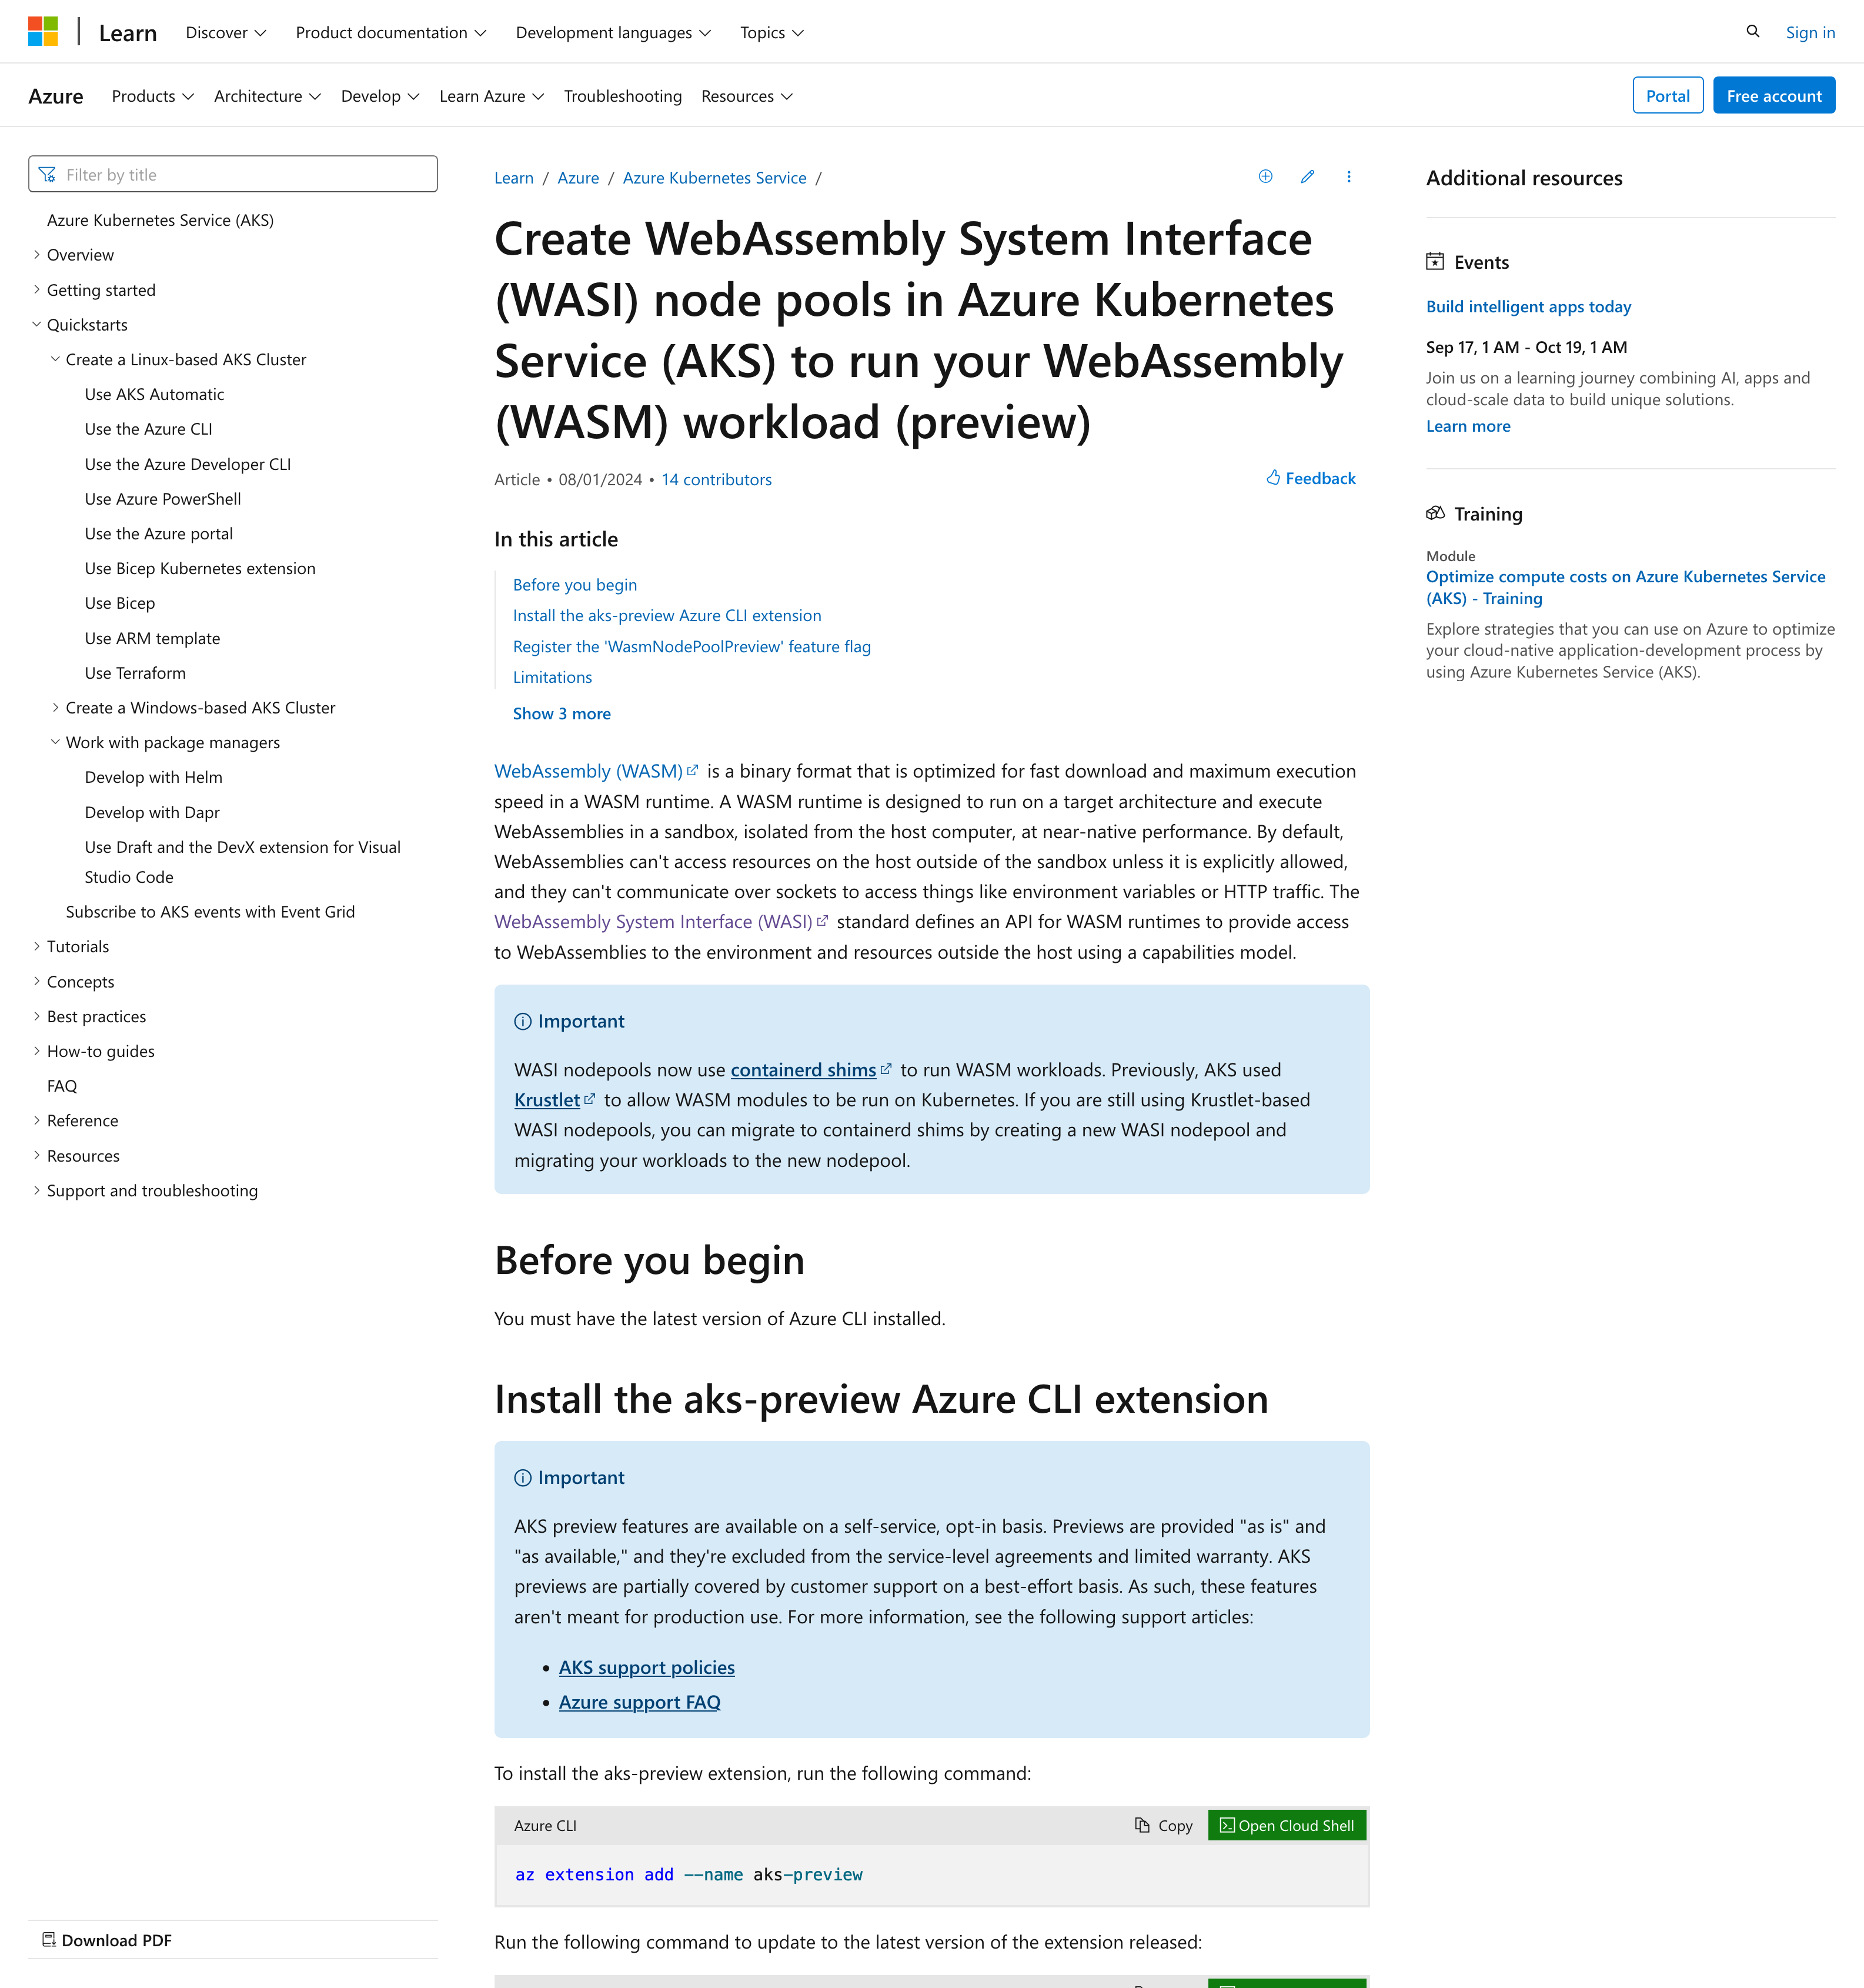 Learn
Discover
Product documentation
Development languages
Topics
Sign in
Azure
Products
Architecture
Develop
Learn Azure
Troubleshooting
Resources
Portal
Free account
Filter by title
Azure Kubernetes Service (AKS)
Overview
Getting started
Quickstarts
Create a Linux-based AKS Cluster
Use AKS Automatic
Use the Azure CLI
Use the Azure Developer CLI
Use Azure PowerShell
Use the Azure portal
Use Bicep Kubernetes extension
Use Bicep
Use ARM template
Use Terraform
Create a Windows-based AKS Cluster
Work with package managers
Develop with Helm
Develop with Dapr
Use Draft and the DevX extension for Visual
Studio Code
Subscribe to AKS events with Event Grid
Tutorials
Concepts
Best practices
How-to guides
FAQ
Reference
Resources
Support and troubleshooting
Download PDF
Learn / Azure / Azure Kubernetes Service /
Create WebAssembly System Interface
(WASI) node pools in Azure Kubernetes
Service (AKS) to run your WebAssembly
(WASM) workload (preview)
Article • 08/01/2024 • 14 contributors
Feedback
In this article
Before you begin
Install the aks-preview Azure CLI extension
Register the 'WasmNodePoolPreview' feature flag
Limitations
Show 3 more
WebAssembly (WASM) is a binary format that is optimized for fast download and maximum execution
speed in a WASM runtime. A WASM runtime is designed to run on a target architecture and execute
WebAssemblies in a sandbox, isolated from the host computer, at near-native performance. By default,
WebAssemblies can't access resources on the host outside of the sandbox unless it is explicitly allowed,
and they can't communicate over sockets to access things like environment variables or HTTP traffic. The
WebAssembly System Interface (WASI) standard defines an API for WASM runtimes to provide access
to WebAssemblies to the environment and resources outside the host using a capabilities model.
Important
WASI nodepools now use containerd shims to run WASM workloads. Previously, AKS used
Krustlet to allow WASM modules to be run on Kubernetes. If you are still using Krustlet-based
WASI nodepools, you can migrate to containerd shims by creating a new WASI nodepool and
migrating your workloads to the new nodepool.
Before you begin
You must have the latest version of Azure CLI installed.
Install the aks-preview Azure CLI extension
Important
AKS preview features are available on a self-service, opt-in basis. Previews are provided "as is" and
"as available," and they're excluded from the service-level agreements and limited warranty. AKS
previews are partially covered by customer support on a best-effort basis. As such, these features
aren't meant for production use. For more information, see the following support articles:
• AKS support policies
• Azure support FAQ
To install the aks-preview extension, run the following command:
Azure CLI
Copy
Open Cloud Shell
az extension add --name aks-preview
Run the following command to update to the latest version of the extension released:
Additional resources
Events
Build intelligent apps today
Sep 17, 1 AM - Oct 19, 1 AM
Join us on a learning journey combining AI, apps and
cloud-scale data to build unique solutions.
Learn more
Training
Module
Optimize compute costs on Azure Kubernetes Service
(AKS) - Training
Explore strategies that you can use on Azure to optimize
your cloud-native application-development process by
using Azure Kubernetes Service (AKS).